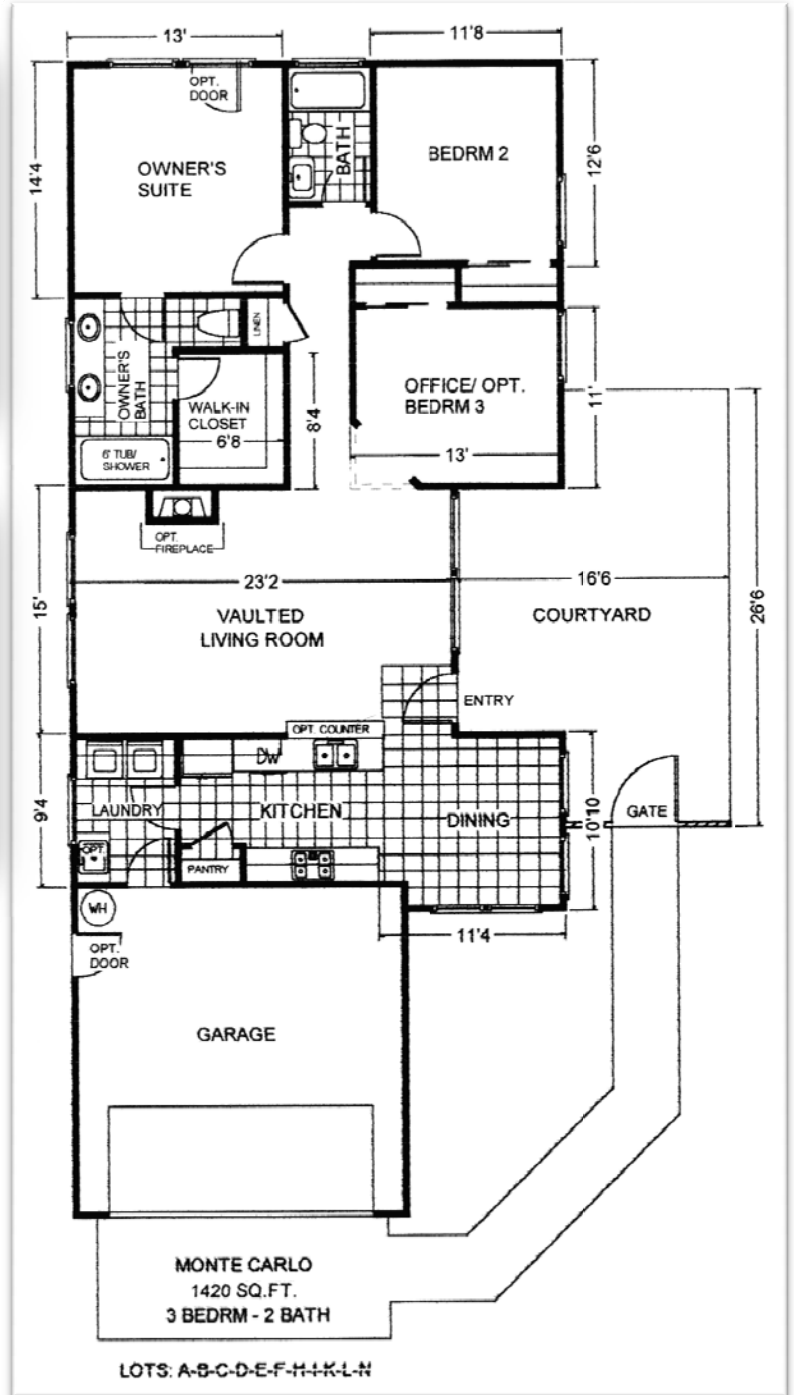 13'
11'8
OPT.
DOOR
14'4
OWNER'S
SUITE
BATH
BEDRM 2
12'6
LINEN
OWNER'S
BATH
WALK-IN
CLOSET
6'8
8'4
6' TUB/
SHOWER
OFFICE/ OPT.
BEDRM 3
11'
13'
OPT.
FIREPLACE
23'2
16'6
15'
VAULTED
LIVING ROOM
COURTYARD
26'6
ENTRY
OPT. COUNTER
DW
9'4
LAUNDRY
KITCHEN
DINING
10'10
GATE
OPT.
PANTRY
WH
11'4
OPT.
DOOR
GARAGE
MONTE CARLO
1420 SQ.FT.
3 BEDRM - 2 BATH
LOTS: A-B-C-D-E-F-H-I-K-L-N